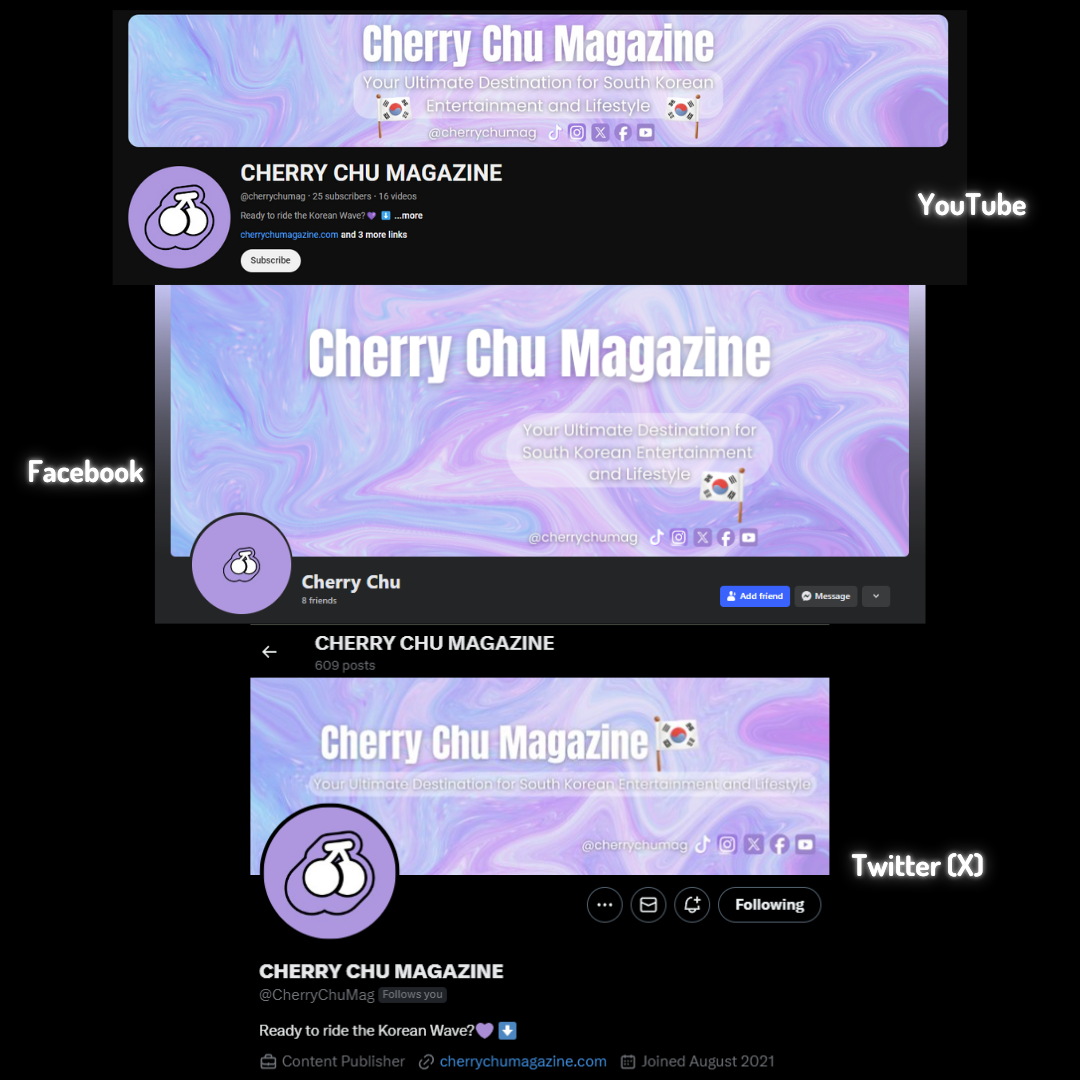 Cherry Chu Magazine
Your Ultimate Destination for South Korean
Entertainment and Lifestyle
@cherrychumag
CHERRY CHU MAGAZINE
@cherrychumag · 25 subscribers · 16 videos
Ready to ride the Korean Wave?💜 ⬇️ ...more
cherrychumagazine.com and 3 more links
Subscribe
YouTube
Cherry Chu Magazine
Your Ultimate Destination for
South Korean Entertainment
and Lifestyle
@cherrychumag
Facebook
Cherry Chu
8 friends
Add friend
Message
CHERRY CHU MAGAZINE
609 posts
Cherry Chu Magazine
Your Ultimate Destination for South Korean Entertainment and Lifestyle
@cherrychumag
Twitter (X)
Following
CHERRY CHU MAGAZINE
@CherryChuMag Follows you
Ready to ride the Korean Wave?💜 ⬇️
Content Publisher cherrychumagazine.com Joined August 2021